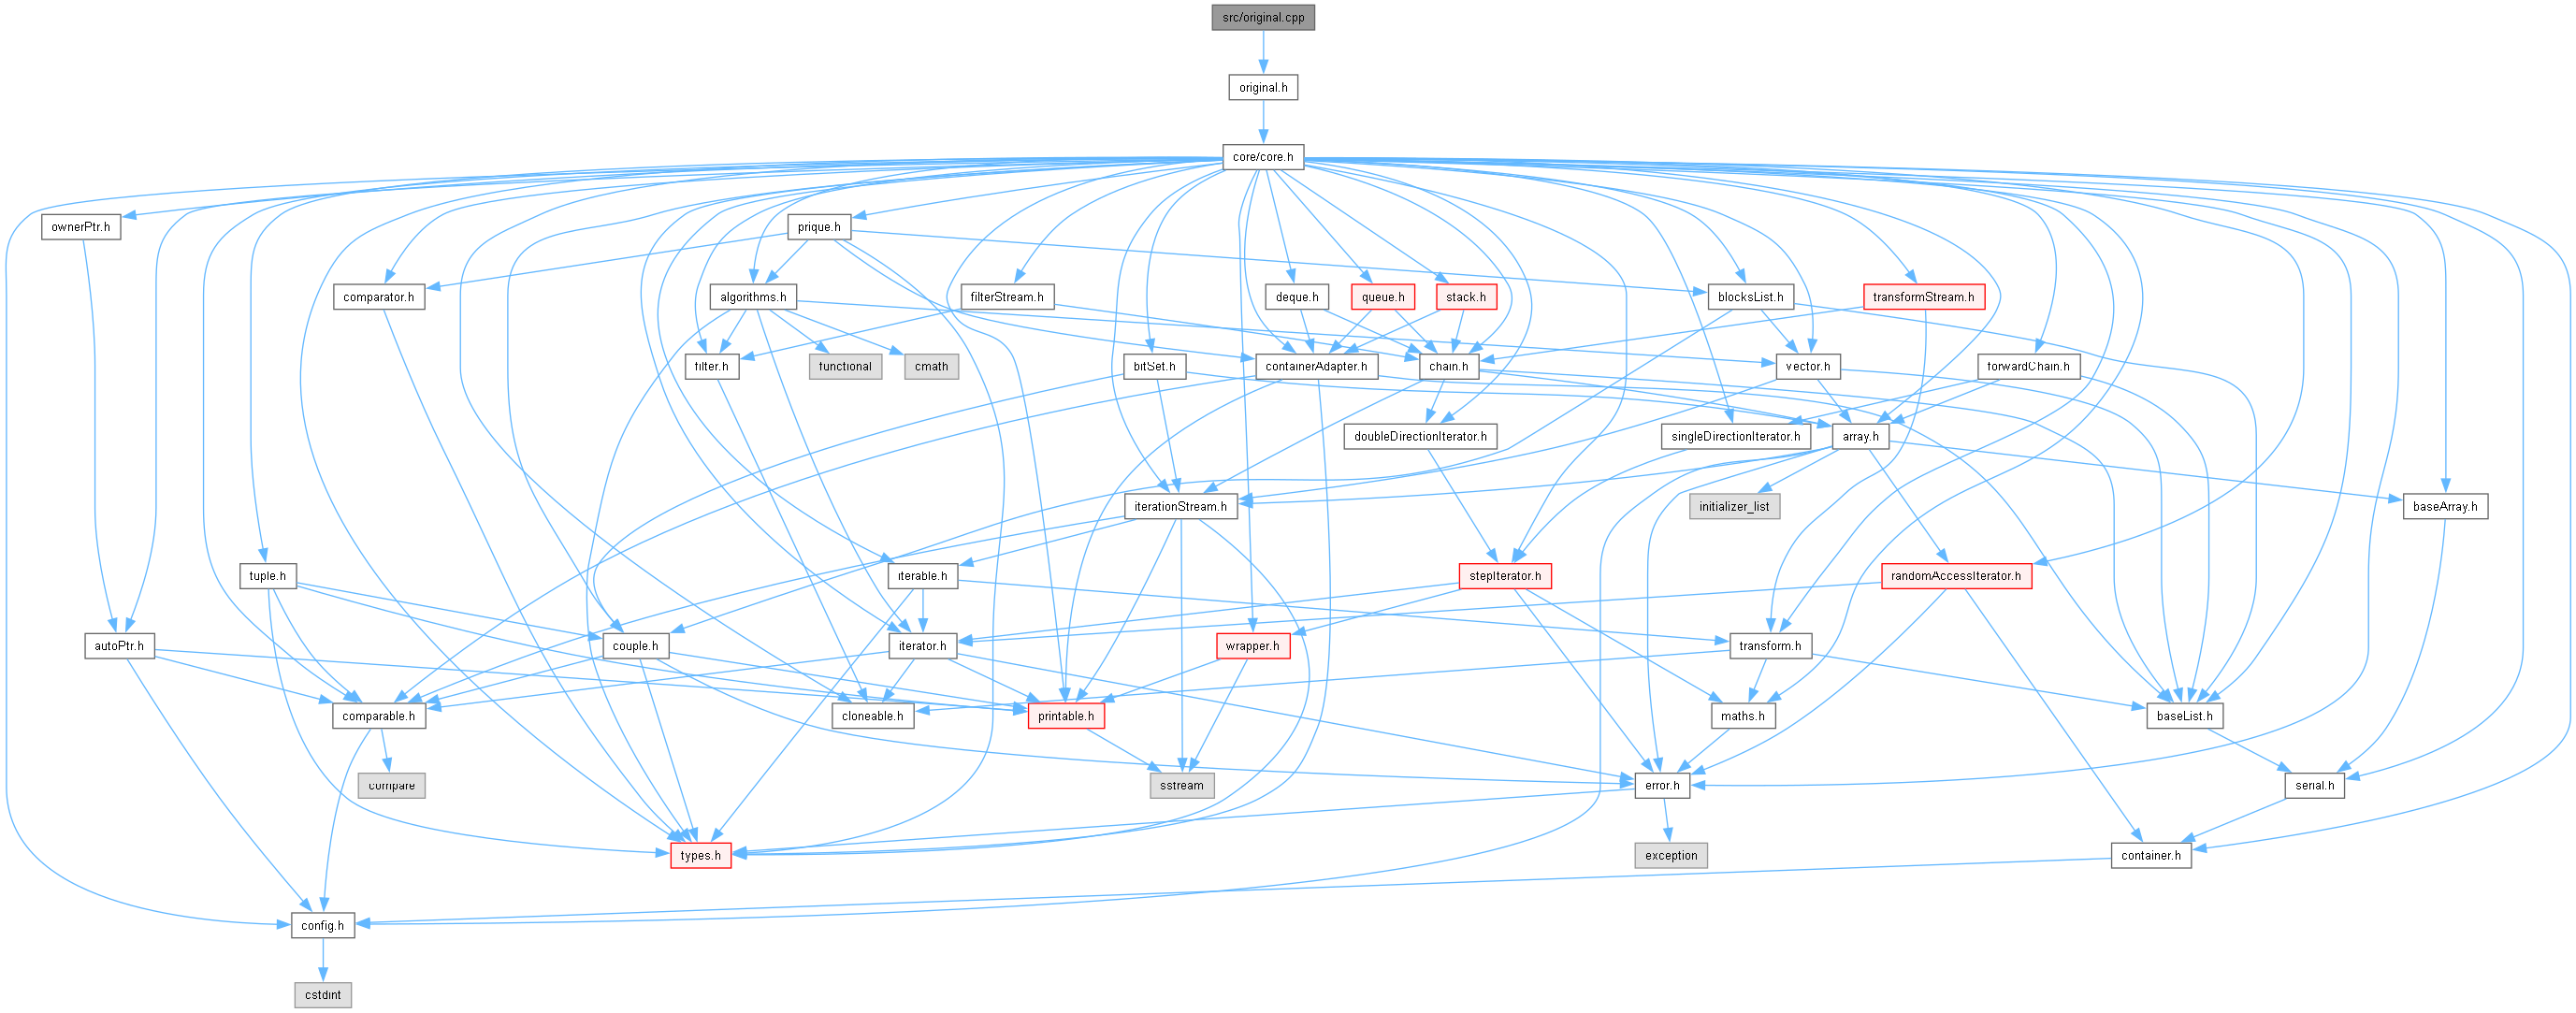 src/original.cpp
original.h
core/core.h
ownerPtr.h
prique.h
comparator.h
algorithms.h
filterStream.h
deque.h
queue.h
stack.h
blocksList.h
transformStream.h
filter.h
functional
cmath
bitSet.h
containerAdapter.h
chain.h
vector.h
forwardChain.h
doubleDirectionIterator.h
singleDirectionIterator.h
array.h
iterationStream.h
initializer_list
baseArray.h
tuple.h
iterable.h
stepIterator.h
randomAccessIterator.h
autoPtr.h
couple.h
iterator.h
wrapper.h
transform.h
comparable.h
cloneable.h
printable.h
maths.h
baseList.h
compare
sstream
error.h
serial.h
types.h
exception
container.h
config.h
cstdint